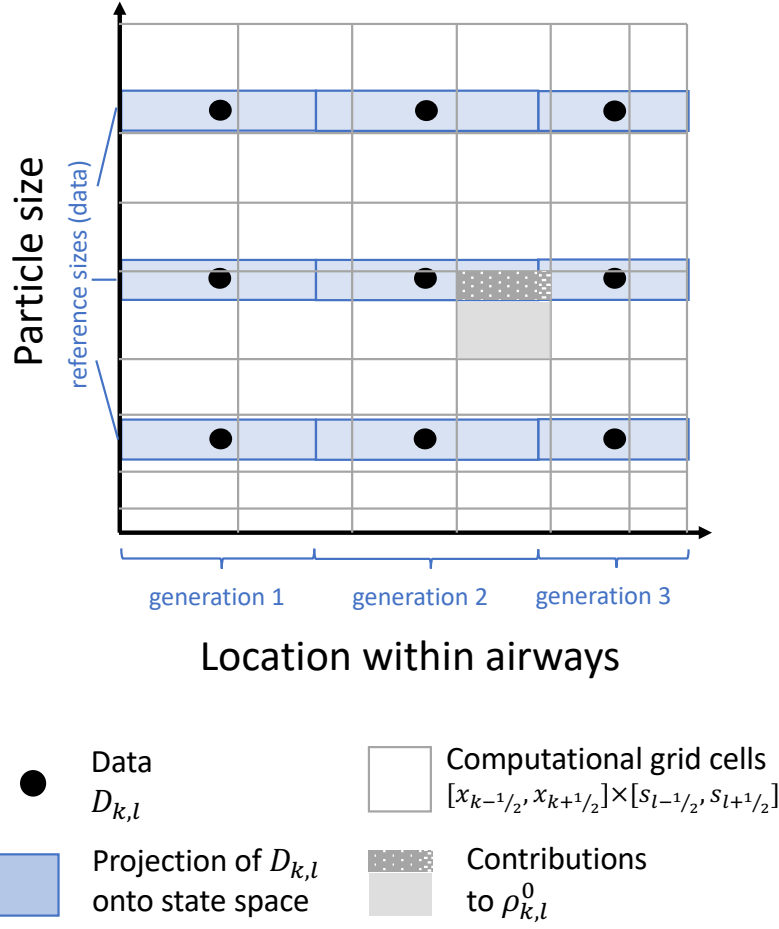 Particle size
reference sizes (data)
generation 1
generation 2
generation 3
Location within airways
Data
$D_{k,l}$
Computational grid cells
$[x_{k-1/2}, x_{k+1/2}] \times [s_{l-1/2}, s_{l+1/2}]$
Projection of $D_{k,l}$
onto state space
Contributions
to $\rho^0_{k,l}$